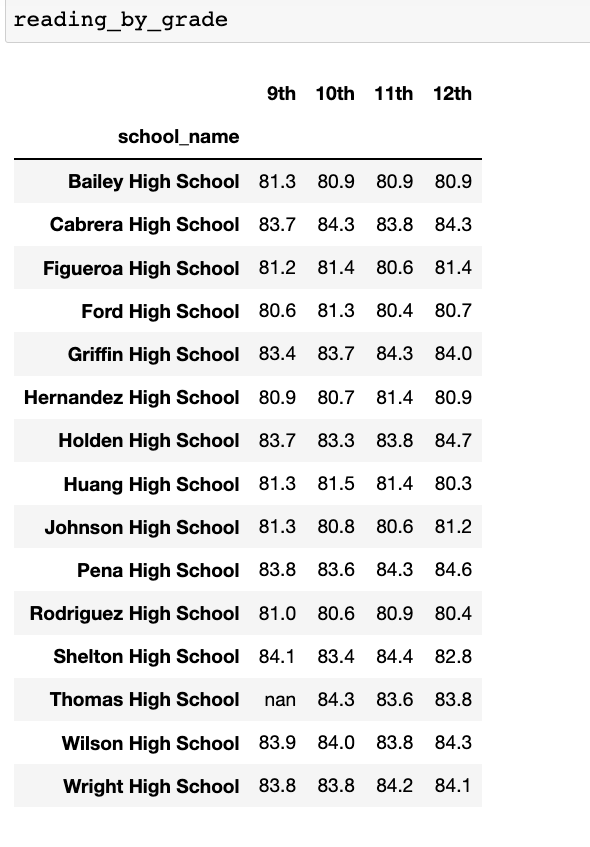 reading_by_grade
9th 10th 11th 12th
school_name
Bailey High School 81.3 80.9 80.9 80.9
Cabrera High School 83.7 84.3 83.8 84.3
Figueroa High School 81.2 81.4 80.6 81.4
Ford High School 80.6 81.3 80.4 80.7
Griffin High School 83.4 83.7 84.3 84.0
Hernandez High School 80.9 80.7 81.4 80.9
Holden High School 83.7 83.3 83.8 84.7
Huang High School 81.3 81.5 81.4 80.3
Johnson High School 81.3 80.8 80.6 81.2
Pena High School 83.8 83.6 84.3 84.6
Rodriguez High School 81.0 80.6 80.9 80.4
Shelton High School 84.1 83.4 84.4 82.8
Thomas High School nan 84.3 83.6 83.8
Wilson High School 83.9 84.0 83.8 84.3
Wright High School 83.8 83.8 84.2 84.1